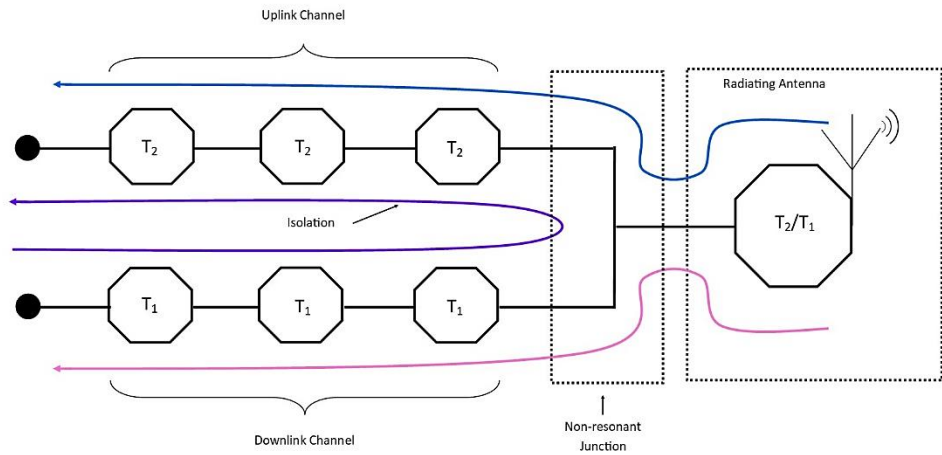 Uplink Channel
Radiating Antenna
T2
T2
T2
Isolation
T2/T1
T1
T1
T1
Downlink Channel
Non-resonant
Junction